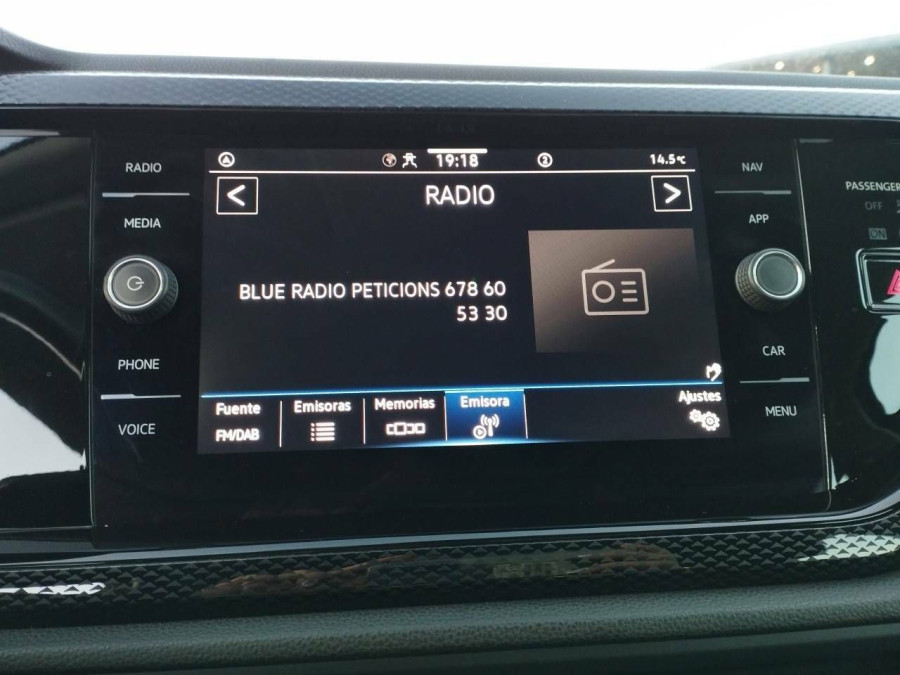 RADIO
MEDIA
PHONE
VOICE
19:18
2
14.5°C
RADIO
BLUE RADIO PETICIONS 678 60
53 30
Fuente
FM/DAB
Emisoras
Memorias
Emisora
Ajustes
NAV
APP
CAR
MENU
PASSENGER
OFF
ON